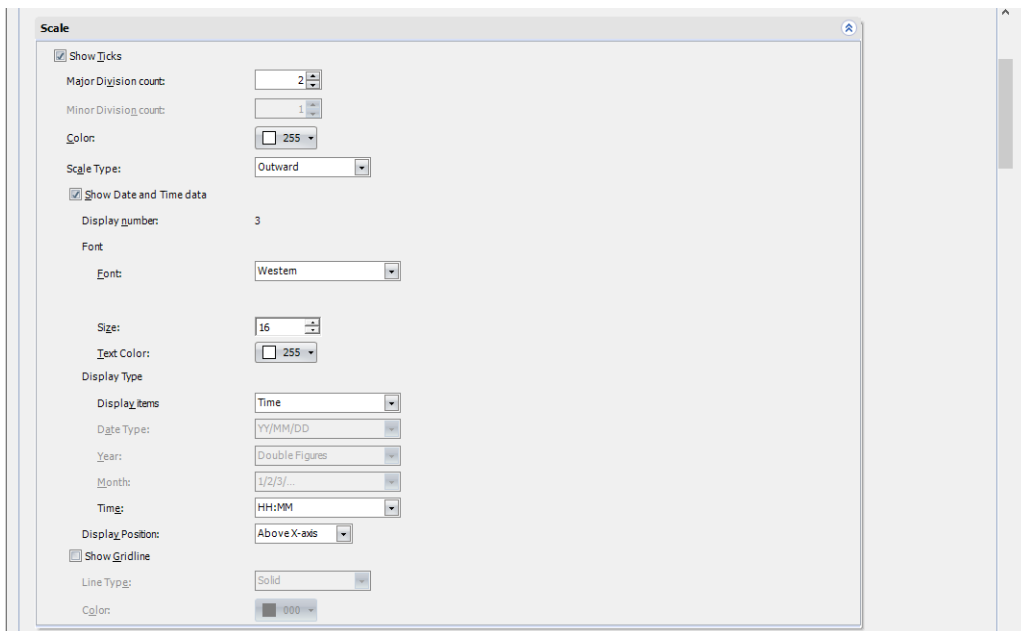 Scale
Show Ticks
Major Division count: 2
Minor Division count: 1
Color: 255
Scale Type: Outward
Show Date and Time data
Display number: 3
Font
Font: Western
Size: 16
Text Color: 255
Display Type
Display items Time
Date Type: YY/MM/DD
Year: Double Figures
Month: 1/2/3/...
Time: HH:MM
Display Position: Above X-axis
Show Gridline
Line Type: Solid
Color: 000